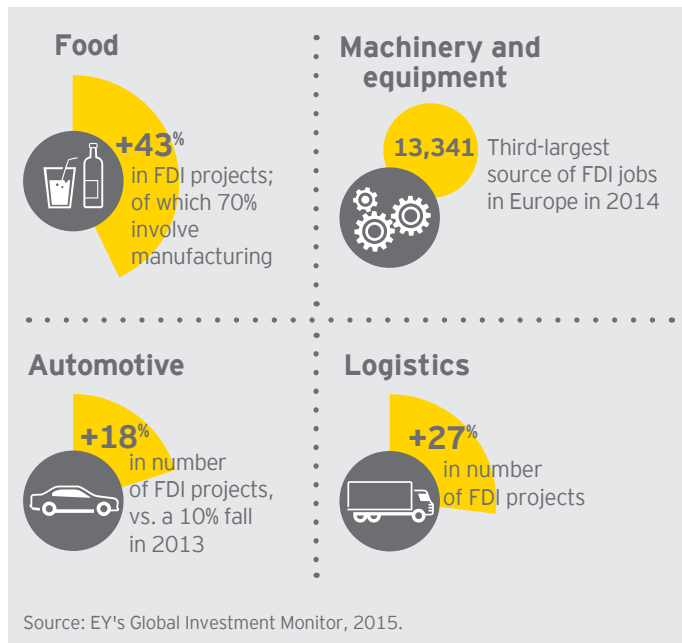 Food
+43%
in FDI projects;
of which 70%
involve
manufacturing
Machinery and
equipment
13,341
Third-largest
source of FDI jobs
in Europe in 2014
Automotive
+18%
in number
of FDI projects,
vs. a 10% fall
in 2013
Logistics
+27%
in number
of FDI projects
Source: EY's Global Investment Monitor, 2015.